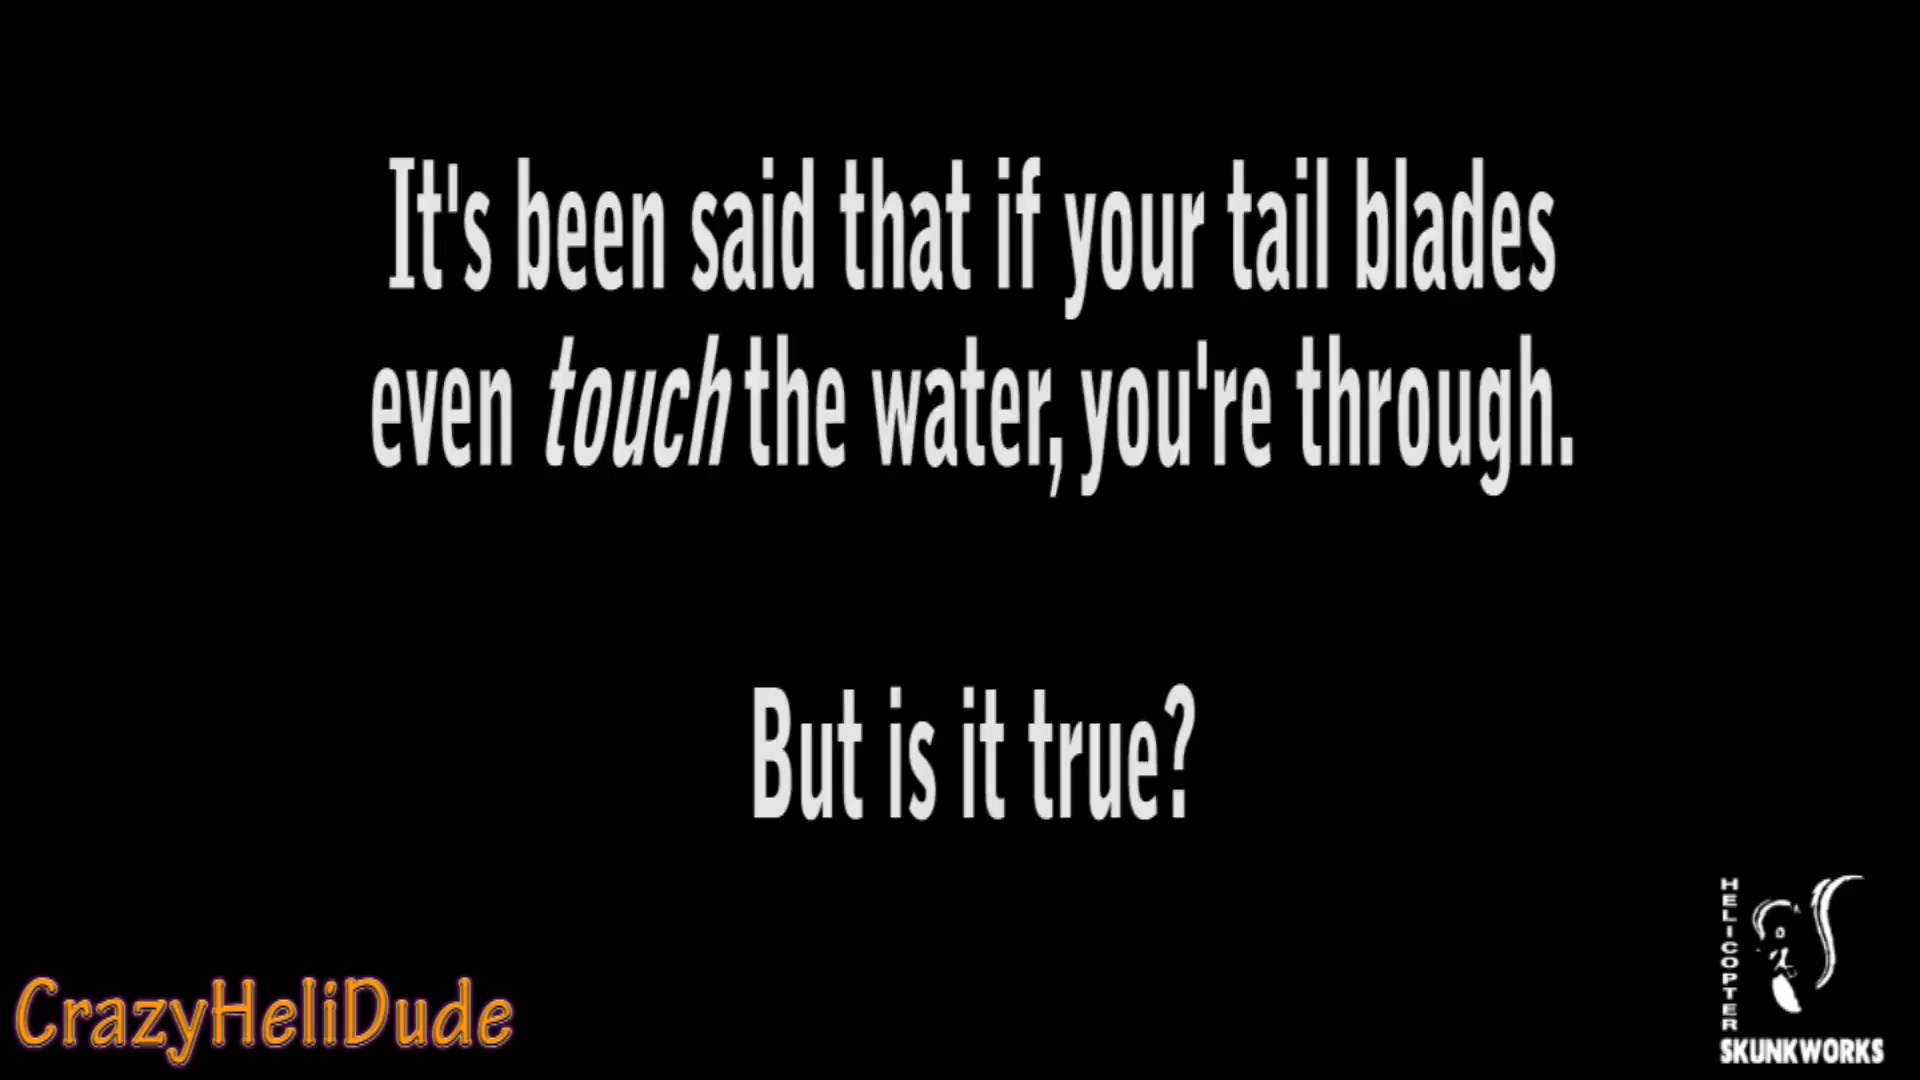 It's been said that if your tail blades
even touch the water, you're through.
But is it true?
CrazyHeliDude
HELICOPTER
SKUNKWORKS